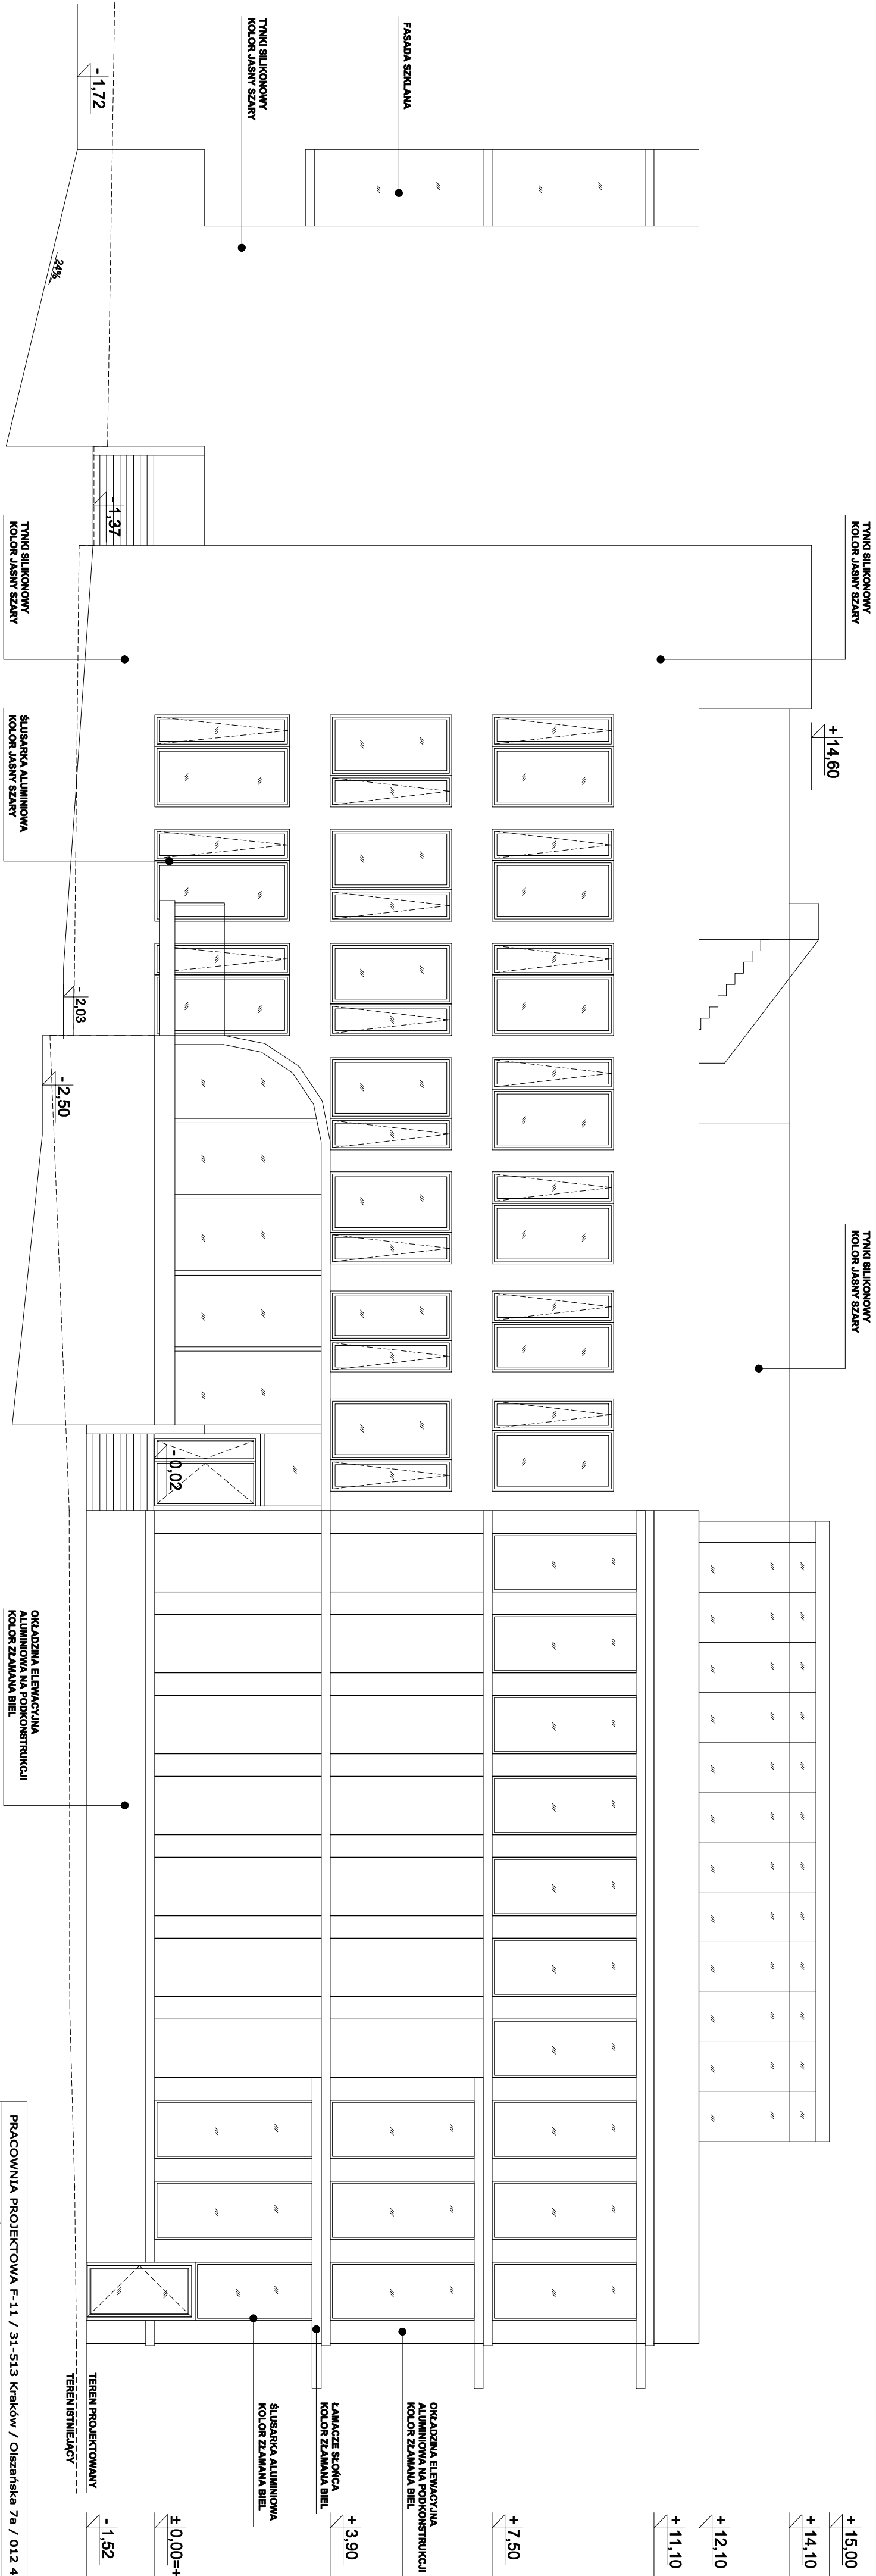 TYNKI SILIKONOWY
KOLOR JASNY SZARY
TYNKI SILIKONOWY
KOLOR JASNY SZARY
+ 15,00
+ 14,60
+ 14,10
+ 12,10
+ 11,10
+ 7,50
FASADA SZKLANA
OKŁADZINA ELEWACYJNA
ALUMINIOWA NA PODKONSTRUKCJI
KOLOR ZŁAMANA BIEL
+ 3,90
ŁAMACZE SŁOŃCA
KOLOR ZŁAMANA BIEL
TYNKI SILIKONOWY
KOLOR JASNY SZARY
ŚLUSARKA ALUMINIOWA
KOLOR ZŁAMANA BIEL
- 0,02
± 0,00=+
- 1,72
- 1,37
- 1,52
TEREN PROJEKTOWANY
TEREN ISTNIEJĄCY
24%
- 2,03
- 2,50
TYNKI SILIKONOWY
KOLOR JASNY SZARY
ŚLUSARKA ALUMINIOWA
KOLOR JASNY SZARY
OKŁADZINA ELEWACYJNA
ALUMINIOWA NA PODKONSTRUKCJI
KOLOR ZŁAMANA BIEL
PRACOWNIA PROJEKTOWA F-11 / 31-513 Kraków / Olszańska 7a / 012 4